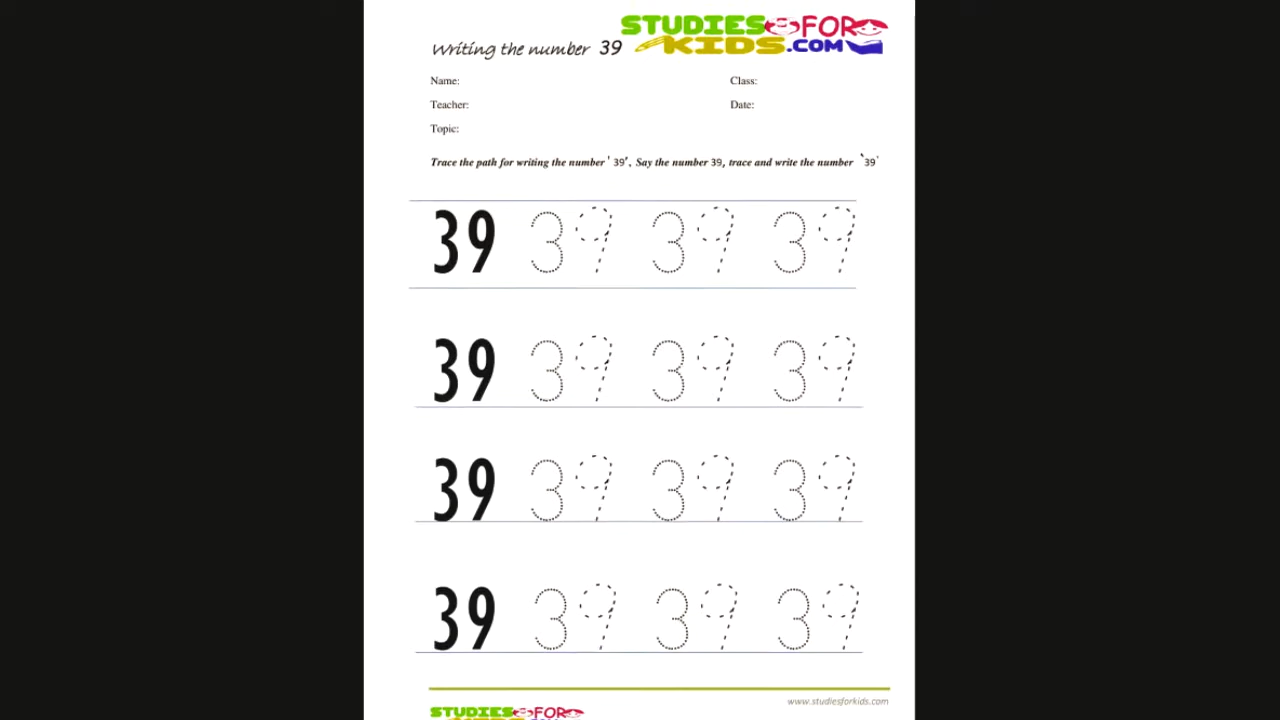 STUDIES FOR
KIDS.COM
Writing the number 39
Name: Class:
Teacher: Date:
Topic:
Trace the path for writing the number ' 39'. Say the number 39, trace and write the number '39'
39 39 39 39
39 39 39 39
39 39 39 39
39 39 39 39
www.studiesforkids.com
STUDIES FOR